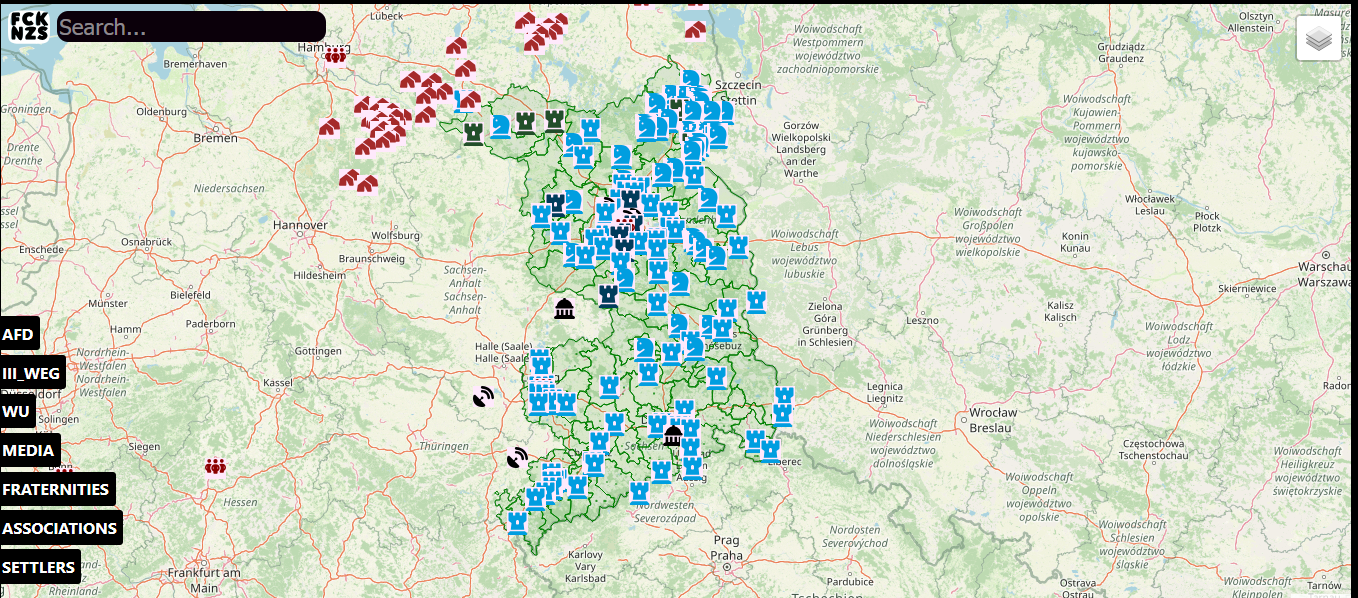 FCK
NZS
Search...
Lübeck
Hamburg
Bremerhaven
Groningen
Oldenburg
Bremen
Drente
Drenthe
Niedersachsen
Hannover
Wolfsburg
Osnabrück
Enschede
Braunschweig
Hildesheim
Sachsen-
Anhalt
Sachsen-
Anhalt
Münster
Bielefeld
Hamm
Paderborn
Göttingen
Halle (Saale)
Halle (Saale)
Nordrhein-
Westfalen
Nordrhein-
Westfalen
Kassel
Solingen
Siegen
Thüringen
Hessen
Frankfurt am
Main
Rheinland-
Szczecin
Stettin
Województwo
Westpommern
województwo
zachodniopomorskie
Olsztyn
Allenstein
Grudziądz
Graudenz
Gorzów
Wielkopolski
Landsberg
an der
Warthe
Woiwodschaft
Kujawien-
Pommern
województwo
kujawsko-
pomorskie
Włocławek
Leslau
Płock
Plotzk
Woiwodschaft
Großpolen
województwo
wielkopolskie
Konin
Kunau
Woiwodschaft
Lebus
województwo
lubuskie
Warschau
Warszawa
Skierniewice
Zielona
Góra
Grünberg
in Schlesien
Leszno
Kalisz
Kalisch
Woiwodschaft
Lodz
województwo
łódzkie
Legnica
Liegnitz
Wrocław
Breslau
Woiwodschaft
Niederschlesien
województwo
dolnośląskie
Częstochowa
Tschenstochau
Woiwodschaft
Heiligkreuz
województwo
świętokrzyskie
Woiwodschaft
Oppeln
województwo
opolskie
Woiwodschaft
Schlesien
województwo
śląskie
Liberec
Aussig
Nordwesten
Severozápad
Nordosten
Severovýchod
Karlovy
Vary
Karlsbad
Prag
Praha
Pardubice
Tschechien
Ostrava
Ostrau
Woiwodschaft
Kleinpolen
Tarnów
AFD
III_WEG
WU
MEDIA
FRATERNITIES
ASSOCIATIONS
SETTLERS